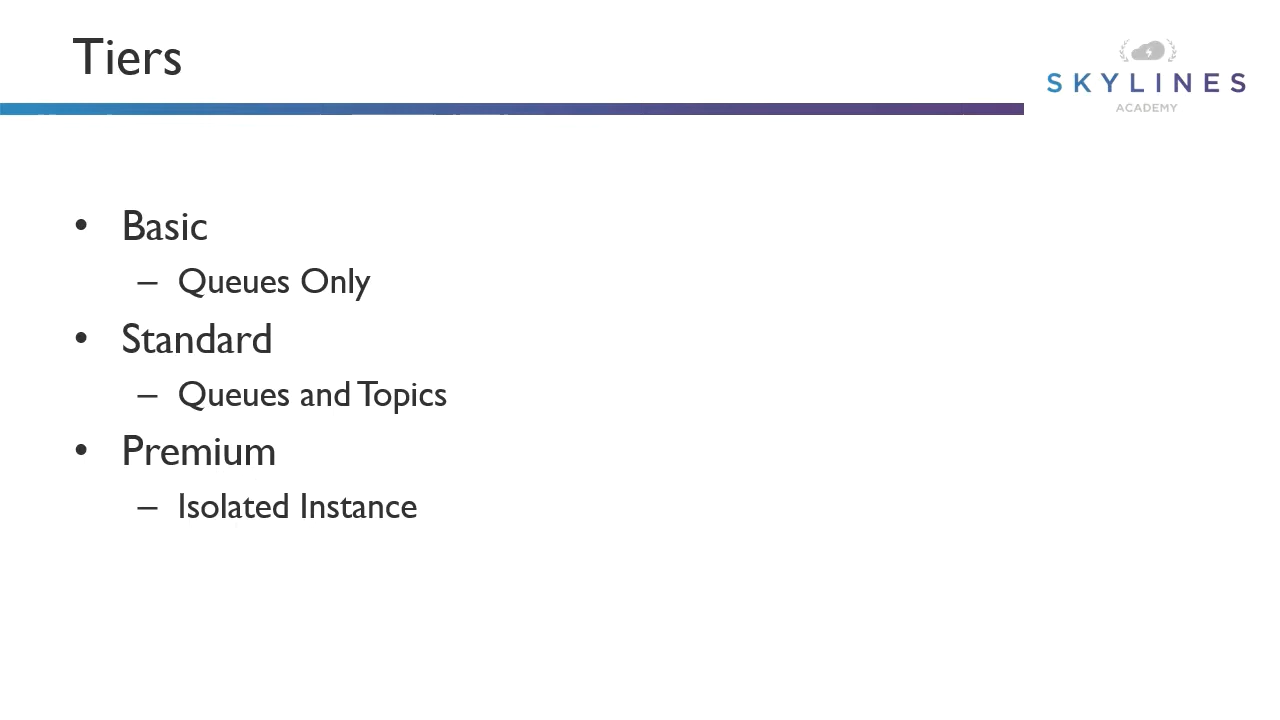 Tiers
SKYLINES
ACADEMY
• Basic
– Queues Only
• Standard
– Queues and Topics
• Premium
– Isolated Instance